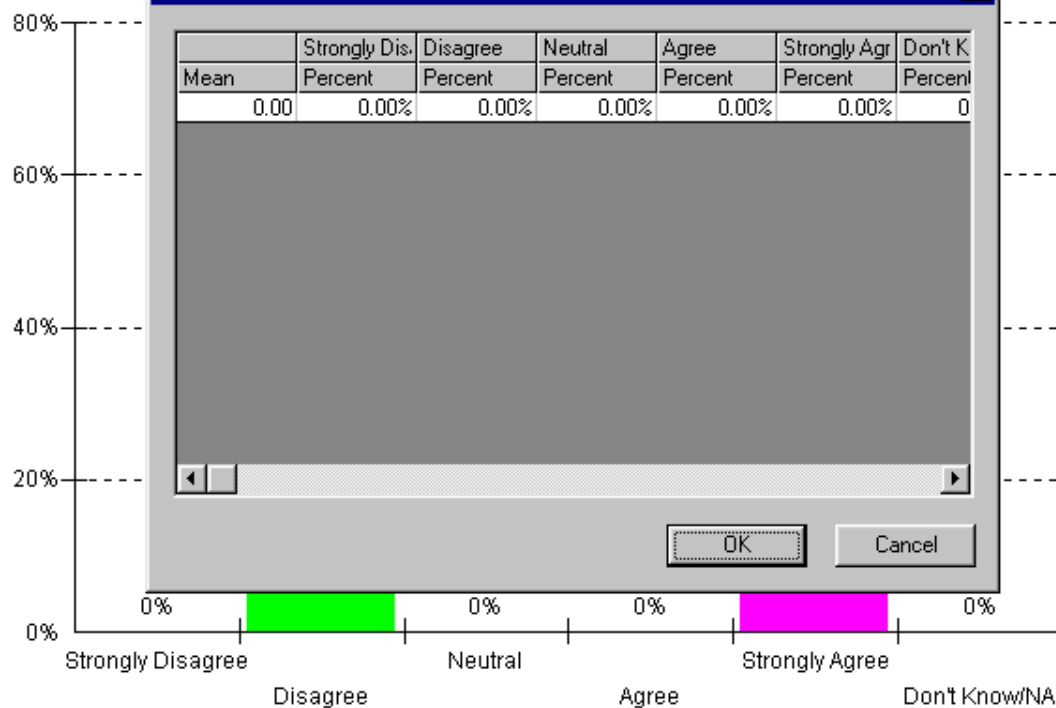 80%
Strongly Dis Disagree Neutral Agree Strongly Agr Don't K
Mean Percent Percent Percent Percent Percent Percent
0.00 0.00% 0.00% 0.00% 0.00% 0.00% 0
60%
40%
20%
OK Cancel
0% 0% 0% 0%
0%
Strongly Disagree Neutral Strongly Agree
Disagree Agree Don't Know/NA